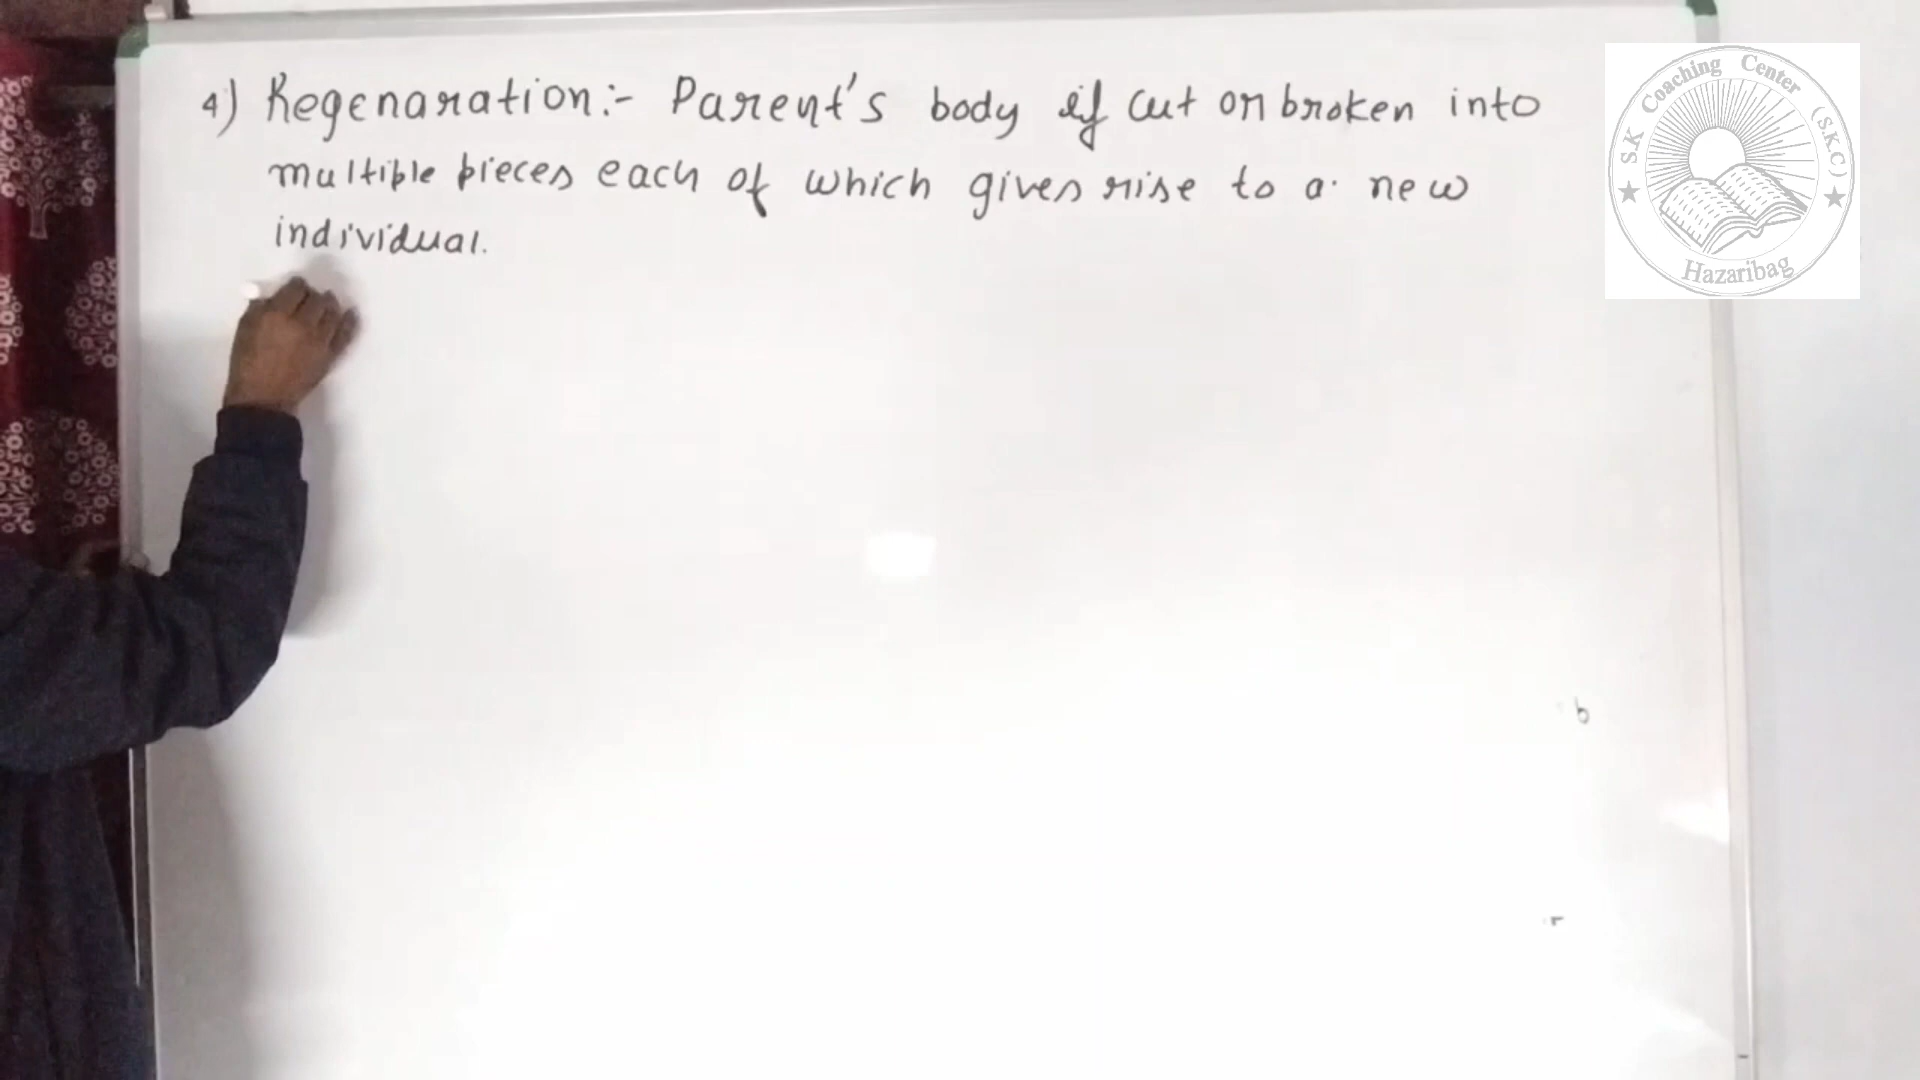 4) Regenaration:- Parent's body if cut or broken into
multiple pieces each of which gives rise to a new
individual.
S.K Coaching Center (S.K.C)
Hazaribag
b
r